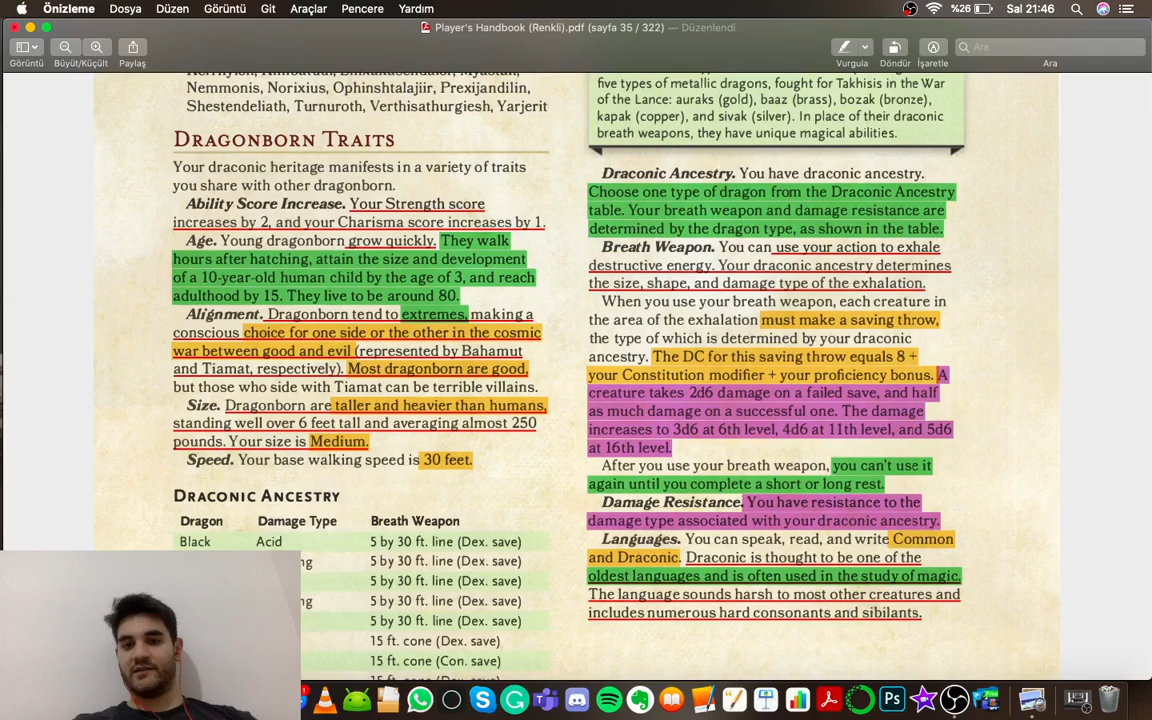 Önizleme Dosya Düzen Görüntü Git Araçlar Pencere Yardım %26 Sal 21:46
Player's Handbook (Renkli).pdf (sayfa 35 / 322) — Düzenlendi
Ara
Görüntü Büyüt/Küçült Paylaş Vurgula Döndür İşaretle Ara
Nemmonis, Norixius, Ophinshtalajiir, Prexijandilin,
Shestendeliath, Turnuroth, Verthisathurgiesh, Yarjerit
DRAGONBORN TRAITS
Your draconic heritage manifests in a variety of traits
you share with other dragonborn.
Ability Score Increase. Your Strength score
increases by 2, and your Charisma score increases by 1.
Age. Young dragonborn grow quickly. They walk
hours after hatching, attain the size and development
of a 10-year-old human child by the age of 3, and reach
adulthood by 15. They live to be around 80.
Alignment. Dragonborn tend to extremes, making a
conscious choice for one side or the other in the cosmic
war between good and evil (represented by Bahamut
and Tiamat, respectively). Most dragonborn are good,
but those who side with Tiamat can be terrible villains.
Size. Dragonborn are taller and heavier than humans,
standing well over 6 feet tall and averaging almost 250
pounds. Your size is Medium.
Speed. Your base walking speed is 30 feet.
DRACONIC ANCESTRY
Dragon Damage Type Breath Weapon
Black Acid 5 by 30 ft. line (Dex. save)
5 by 30 ft. line (Dex. save)
5 by 30 ft. line (Dex. save)
5 by 30 ft. line (Dex. save)
5 by 30 ft. line (Dex. save)
15 ft. cone (Dex. save)
15 ft. cone (Con. save)
five types of metallic dragons, fought for Takhisis in the War
of the Lance: auraks (gold), baaz (brass), bozak (bronze),
kapak (copper), and sivak (silver). In place of their draconic
breath weapons, they have unique magical abilities.
Draconic Ancestry. You have draconic ancestry.
Choose one type of dragon from the Draconic Ancestry
table. Your breath weapon and damage resistance are
determined by the dragon type, as shown in the table.
Breath Weapon. You can use your action to exhale
destructive energy. Your draconic ancestry determines
the size, shape, and damage type of the exhalation.
When you use your breath weapon, each creature in
the area of the exhalation must make a saving throw,
the type of which is determined by your draconic
ancestry. The DC for this saving throw equals 8 +
your Constitution modifier + your proficiency bonus. A
creature takes 2d6 damage on a failed save, and half
as much damage on a successful one. The damage
increases to 3d6 at 6th level, 4d6 at 11th level, and 5d6
at 16th level.
After you use your breath weapon, you can't use it
again until you complete a short or long rest.
Damage Resistance. You have resistance to the
damage type associated with your draconic ancestry.
Languages. You can speak, read, and write Common
and Draconic. Draconic is thought to be one of the
oldest languages and is often used in the study of magic.
The language sounds harsh to most other creatures and
includes numerous hard consonants and sibilants.